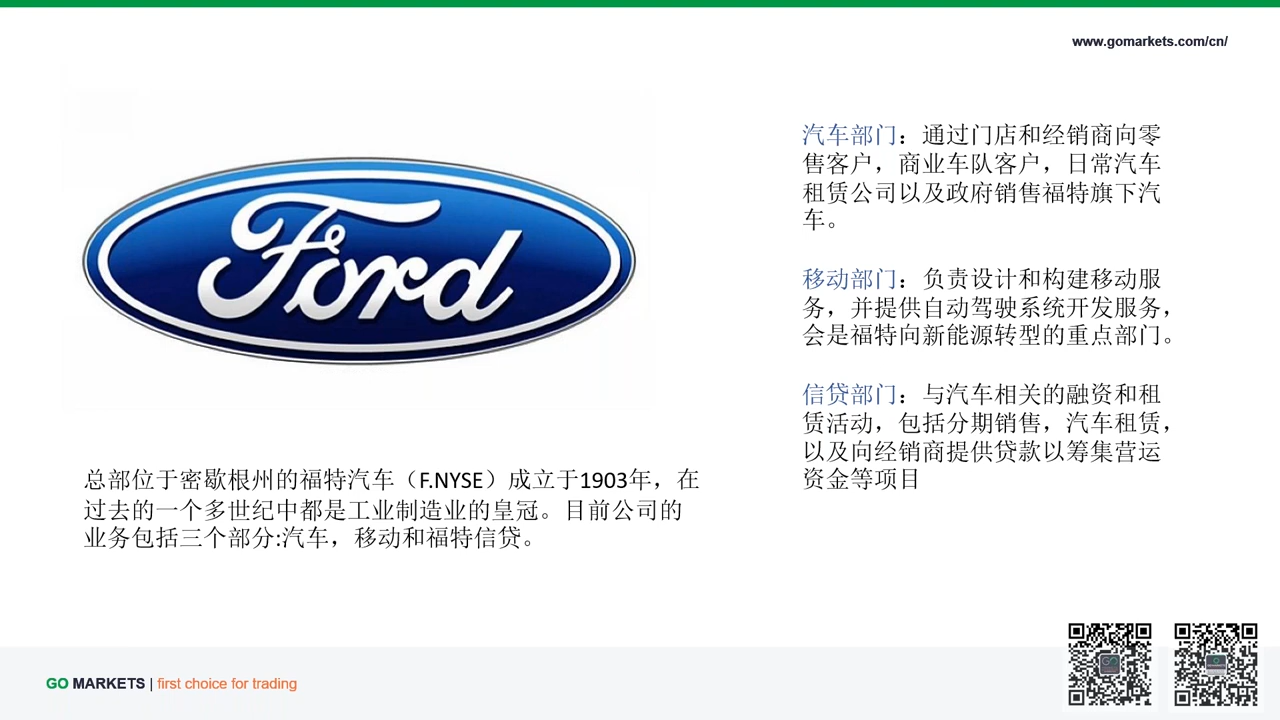 www.gomarkets.com/cn/
Ford
总部位于密歇根州的福特汽车（F.NYSE）成立于1903年，在
过去的一个多世纪中都是工业制造业的皇冠。目前公司的
业务包括三个部分:汽车，移动和福特信贷。
汽车部门：通过门店和经销商向零
售客户，商业车队客户，日常汽车
租赁公司以及政府销售福特旗下汽
车。
移动部门：负责设计和构建移动服
务，并提供自动驾驶系统开发服务，
会是福特向新能源转型的重点部门。
信贷部门：与汽车相关的融资和租
赁活动，包括分期销售，汽车租赁，
以及向经销商提供贷款以筹集营运
资金等项目
GO MARKETS | first choice for trading